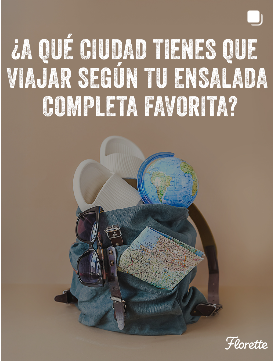 ¿A QUÉ CIUDAD TIENES QUE
VIAJAR SEGÚN TU ENSALADA
COMPLETA FAVORITA?
Florette